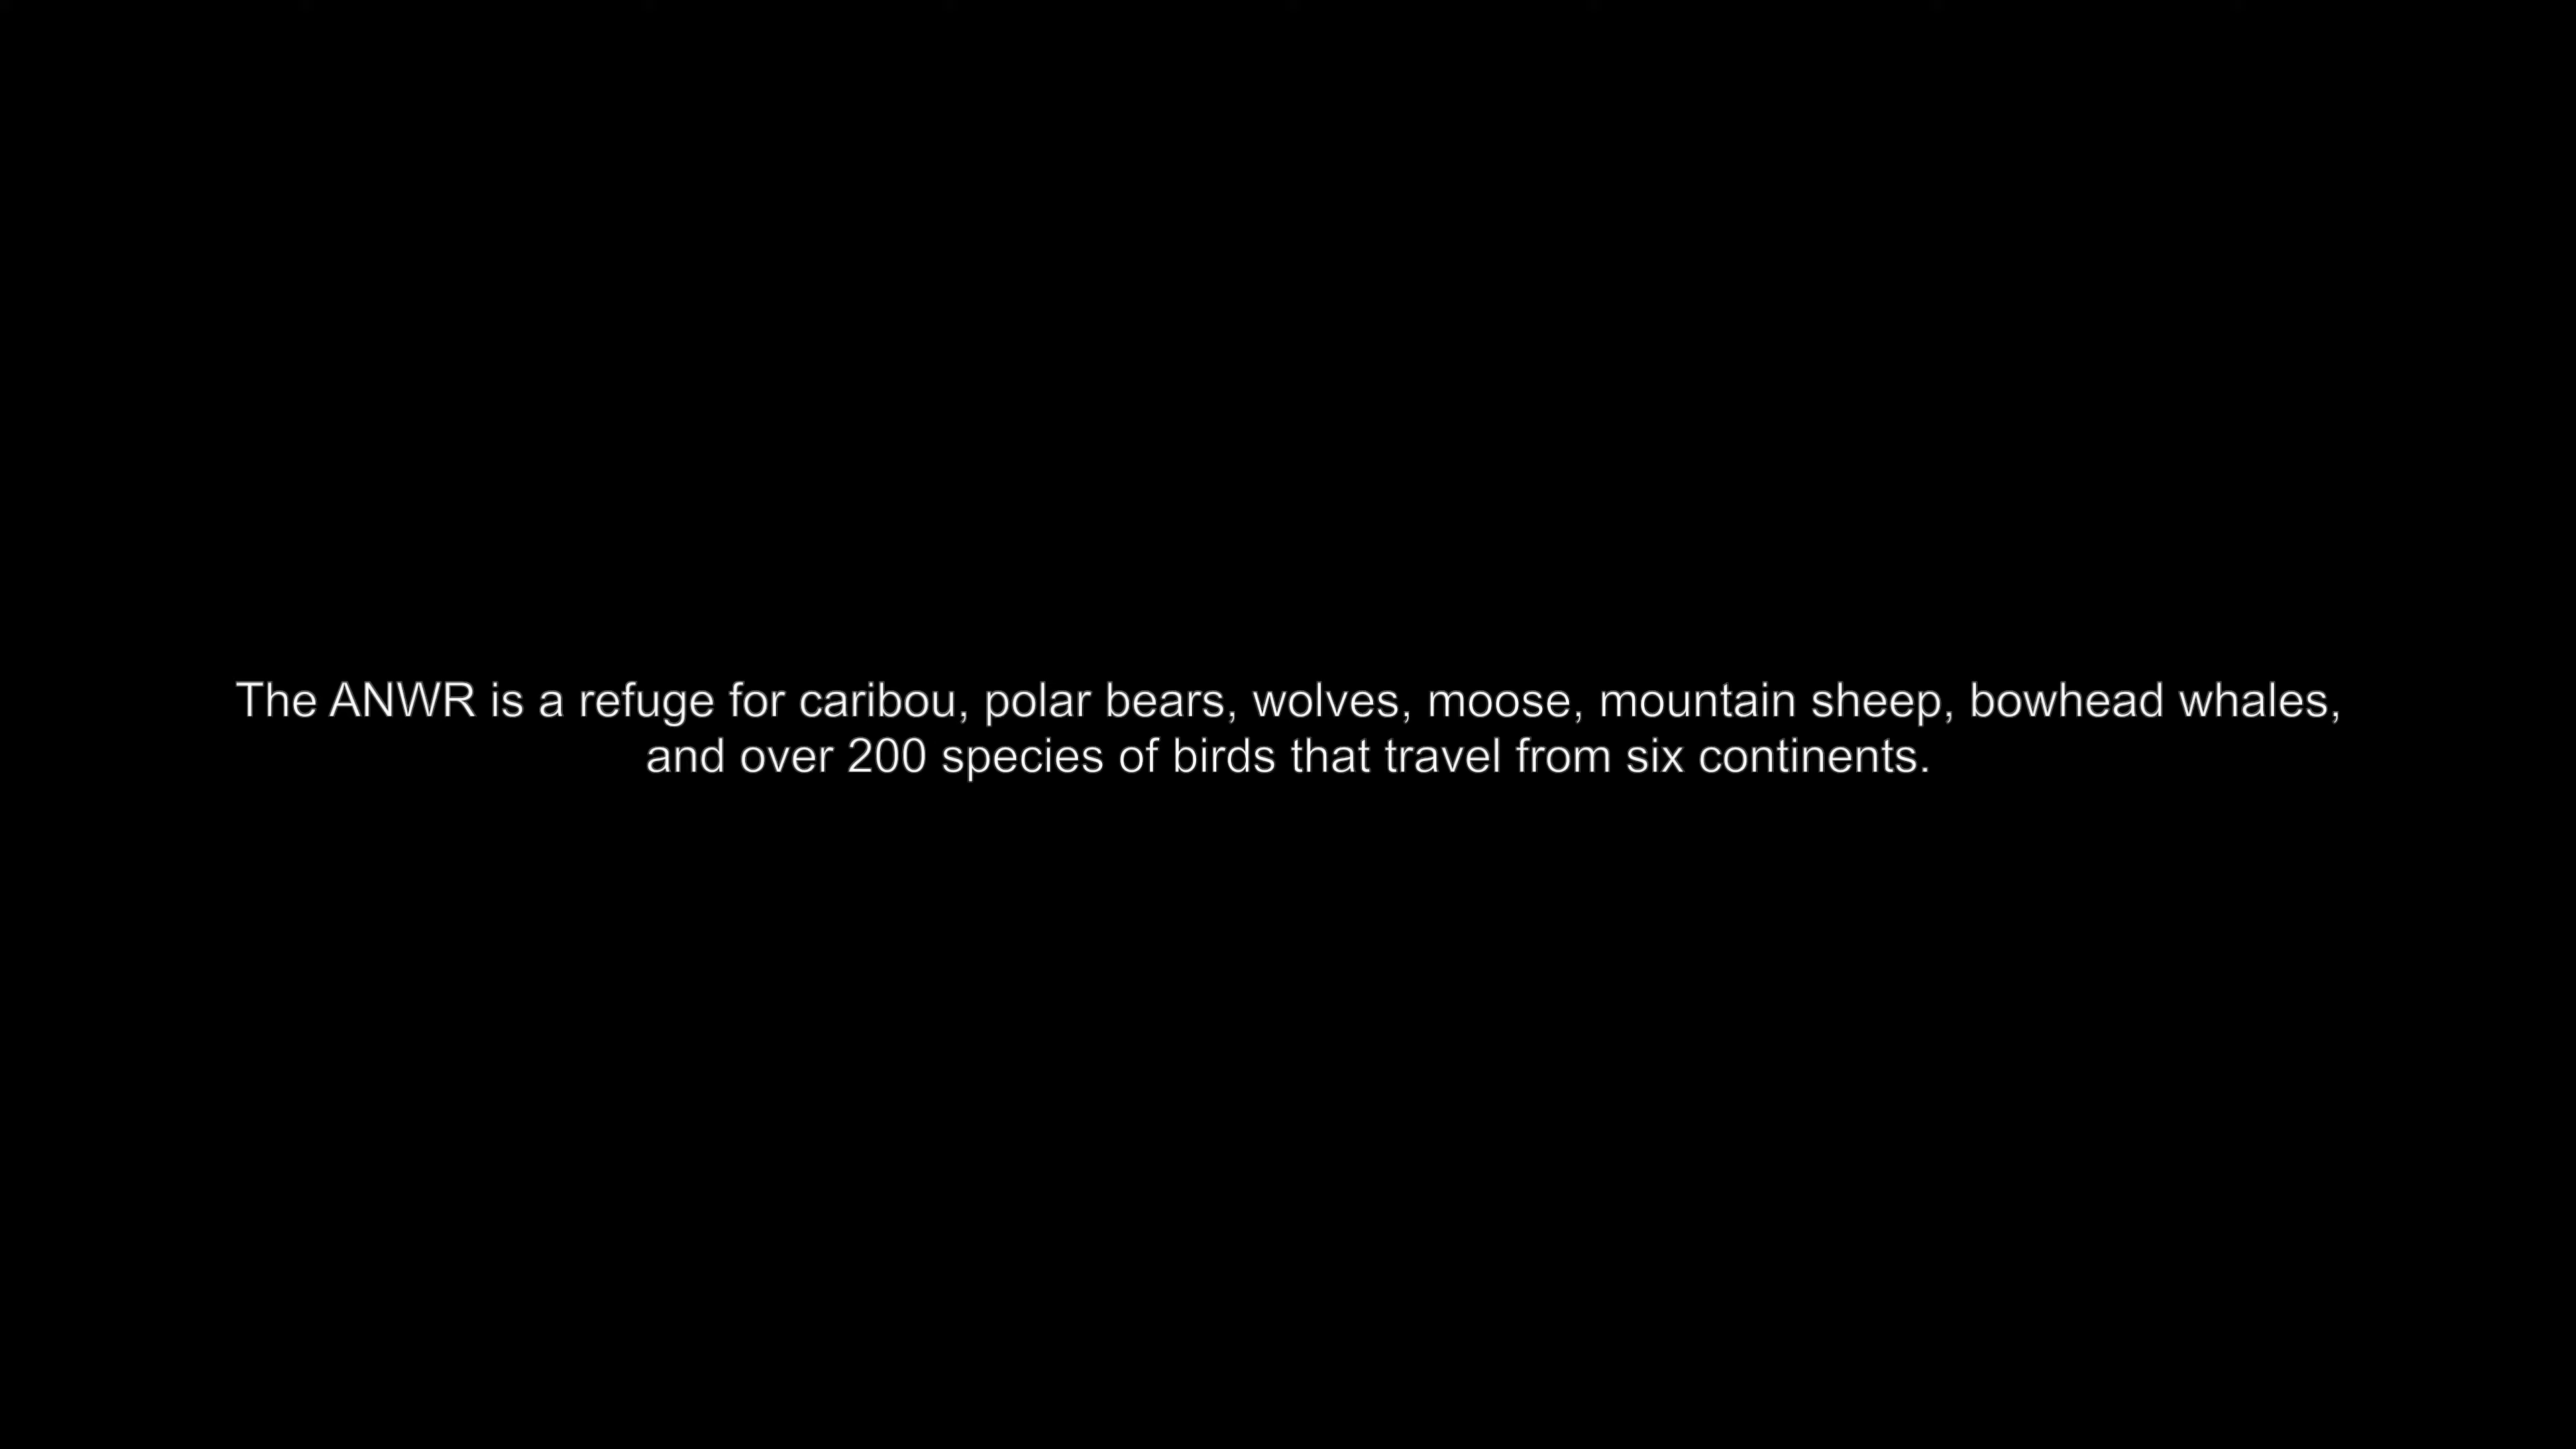 The ANWR is a refuge for caribou, polar bears, wolves, moose, mountain sheep, bowhead whales,
and over 200 species of birds that travel from six continents.